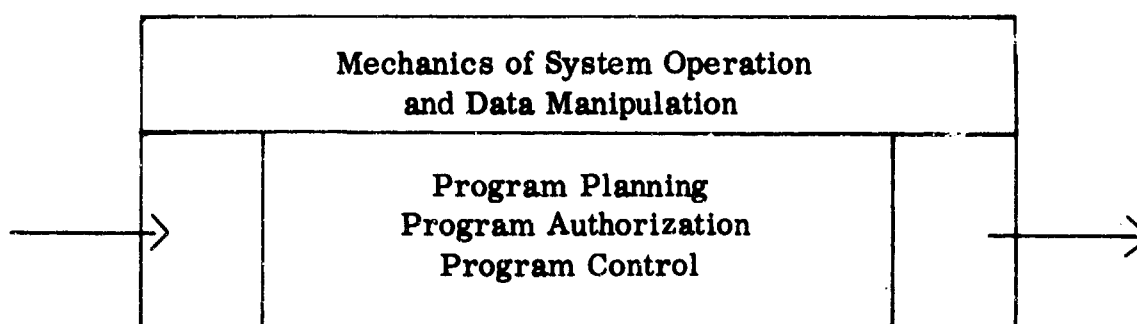 Mechanics of System Operation
and Data Manipulation
Program Planning
Program Authorization
Program Control